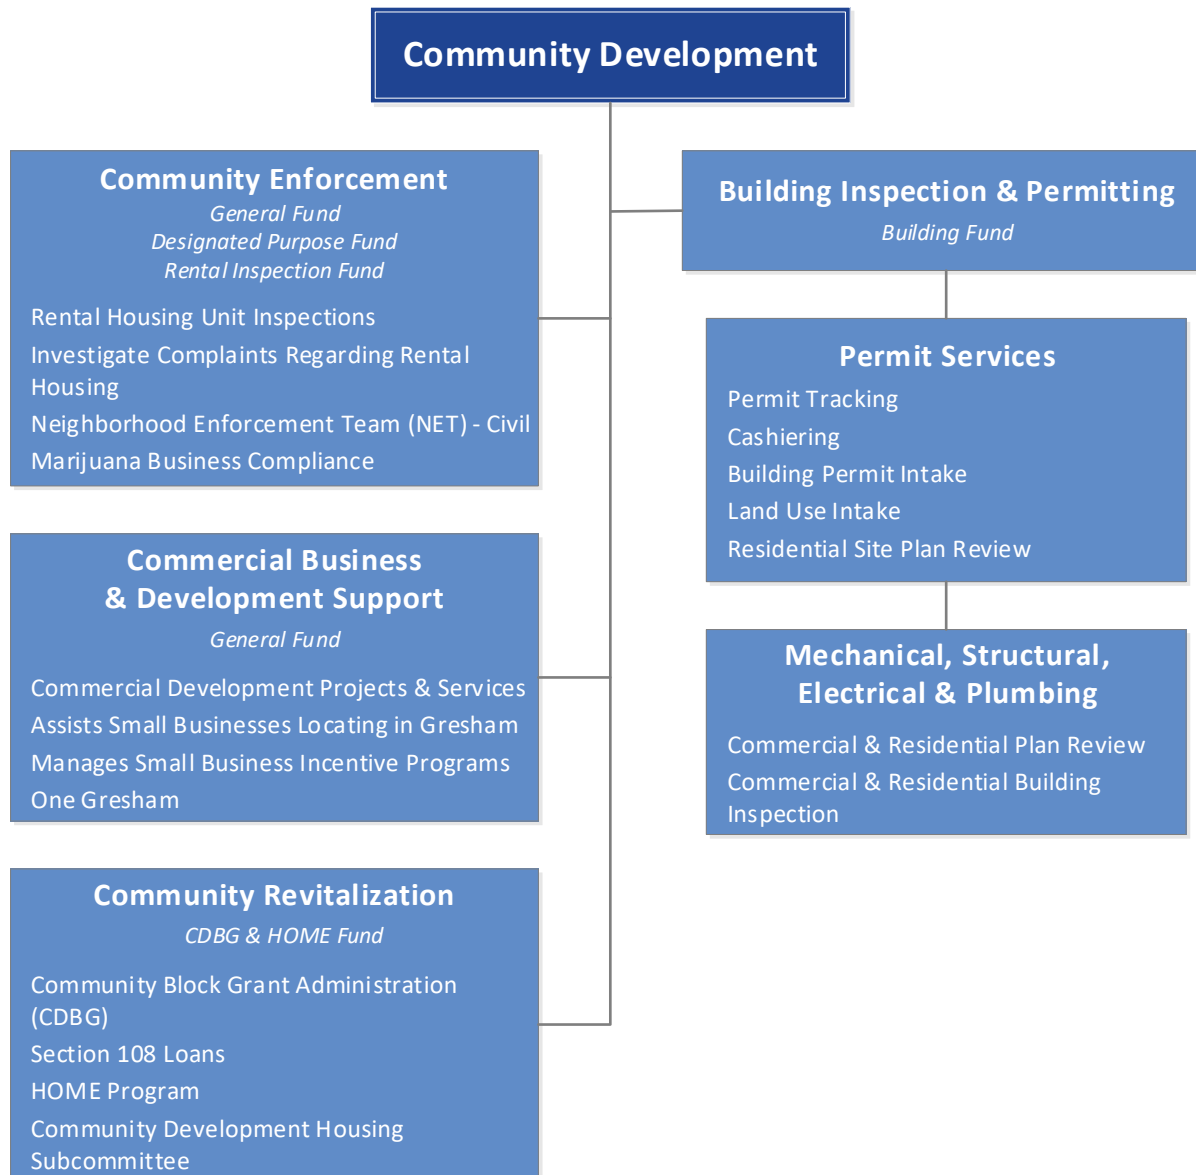 Community Development
Community Enforcement
General Fund
Designated Purpose Fund
Rental Inspection Fund
Rental Housing Unit Inspections
Investigate Complaints Regarding Rental
Housing
Neighborhood Enforcement Team (NET) - Civil
Marijuana Business Compliance
Commercial Business
& Development Support
General Fund
Commercial Development Projects & Services
Assists Small Businesses Locating in Gresham
Manages Small Business Incentive Programs
One Gresham
Community Revitalization
CDBG & HOME Fund
Community Block Grant Administration
(CDBG)
Section 108 Loans
HOME Program
Community Development Housing
Subcommittee
Building Inspection & Permitting
Building Fund
Permit Services
Permit Tracking
Cashiering
Building Permit Intake
Land Use Intake
Residential Site Plan Review
Mechanical, Structural,
Electrical & Plumbing
Commercial & Residential Plan Review
Commercial & Residential Building
Inspection